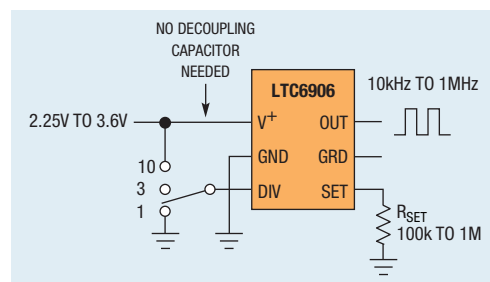 NO DECOUPLING
CAPACITOR
NEEDED
LTC6906
10kHz TO 1MHz
2.25V TO 3.6V
V+
OUT
GND
GRD
DIV
SET
10
3
1
RSET
100k TO 1M